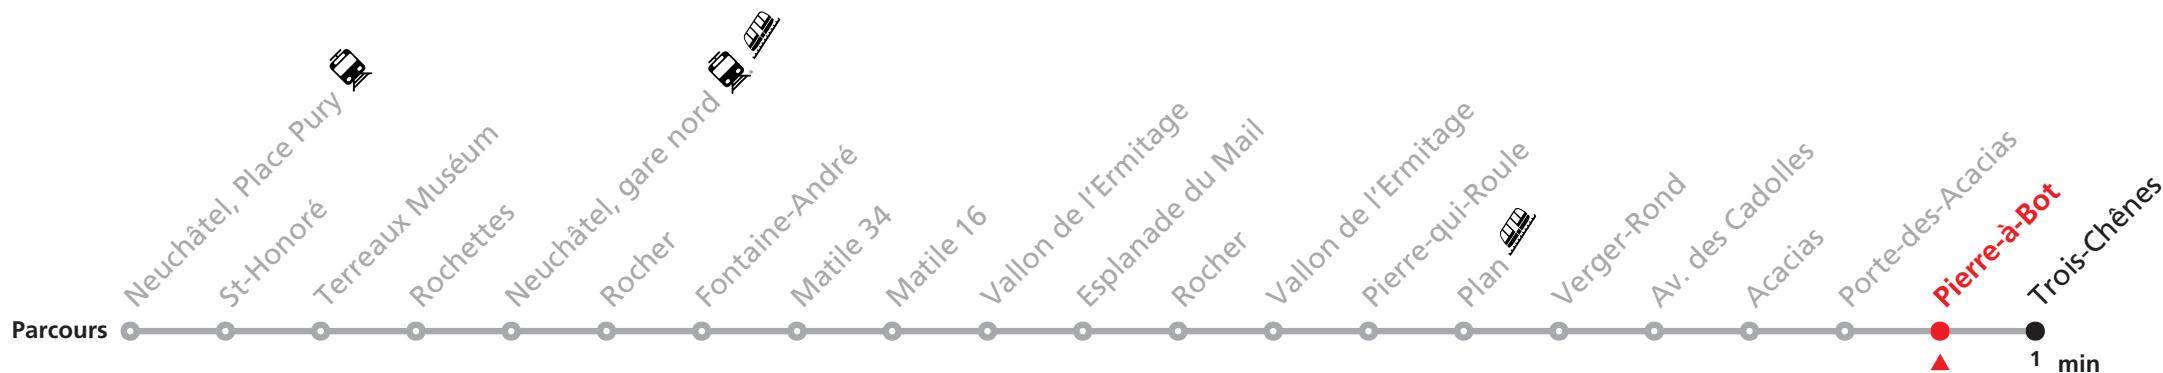 Neuchâtel, Place Pury
St-Honoré
Terreaux Muséum
Rochettes
Neuchâtel, gare nord
Rocher
Fontaine-André
Matile 34
Matile 16
Vallon de l'Ermitage
Esplanade du Mail
Rocher
Vallon de l'Ermitage
Pierre-qui-Roule
Plan
Verger-Rond
Av. des Cadolles
Acacias
Porte-des-Acacias
Pierre-à-Bot
Trois-Chênes
Parcours
1 min